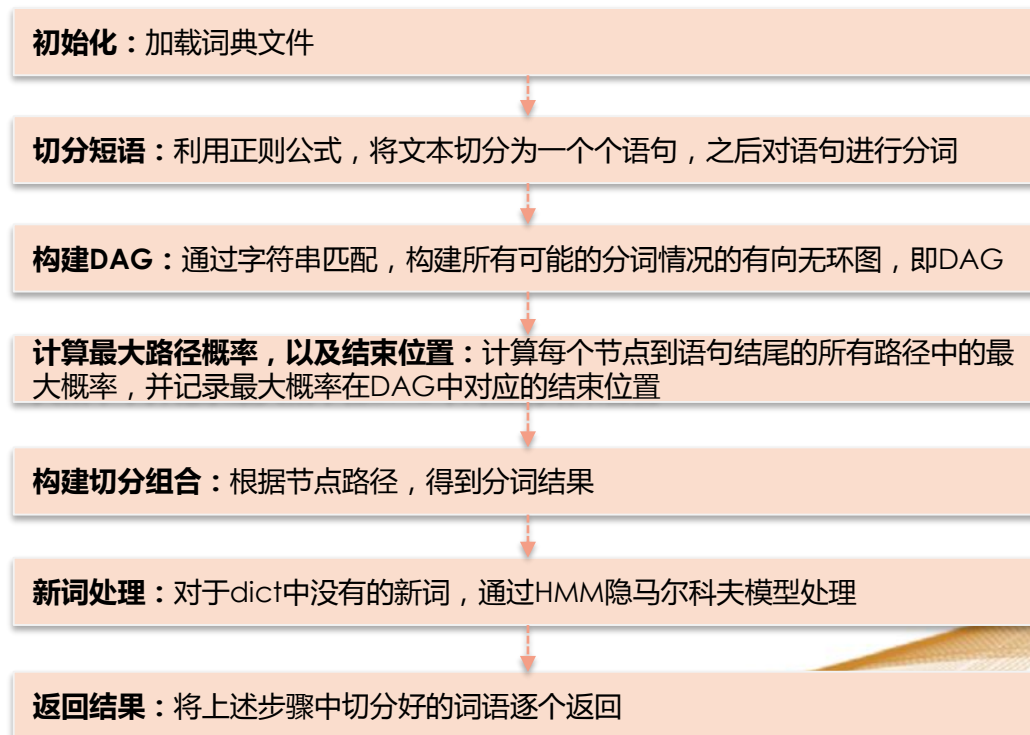 初始化：加载词典文件
切分短语：利用正则公式，将文本切分为一个个语句，之后对语句进行分词
构建DAG：通过字符串匹配，构建所有可能的分词情况的有向无环图，即DAG
计算最大路径概率，以及结束位置：计算每个节点到语句结尾的所有路径中的最
大概率，并记录最大概率在DAG中对应的结束位置
构建切分组合：根据节点路径，得到分词结果
新词处理：对于dict中没有的新词，通过HMM隐马尔科夫模型处理
返回结果：将上述步骤中切分好的词语逐个返回